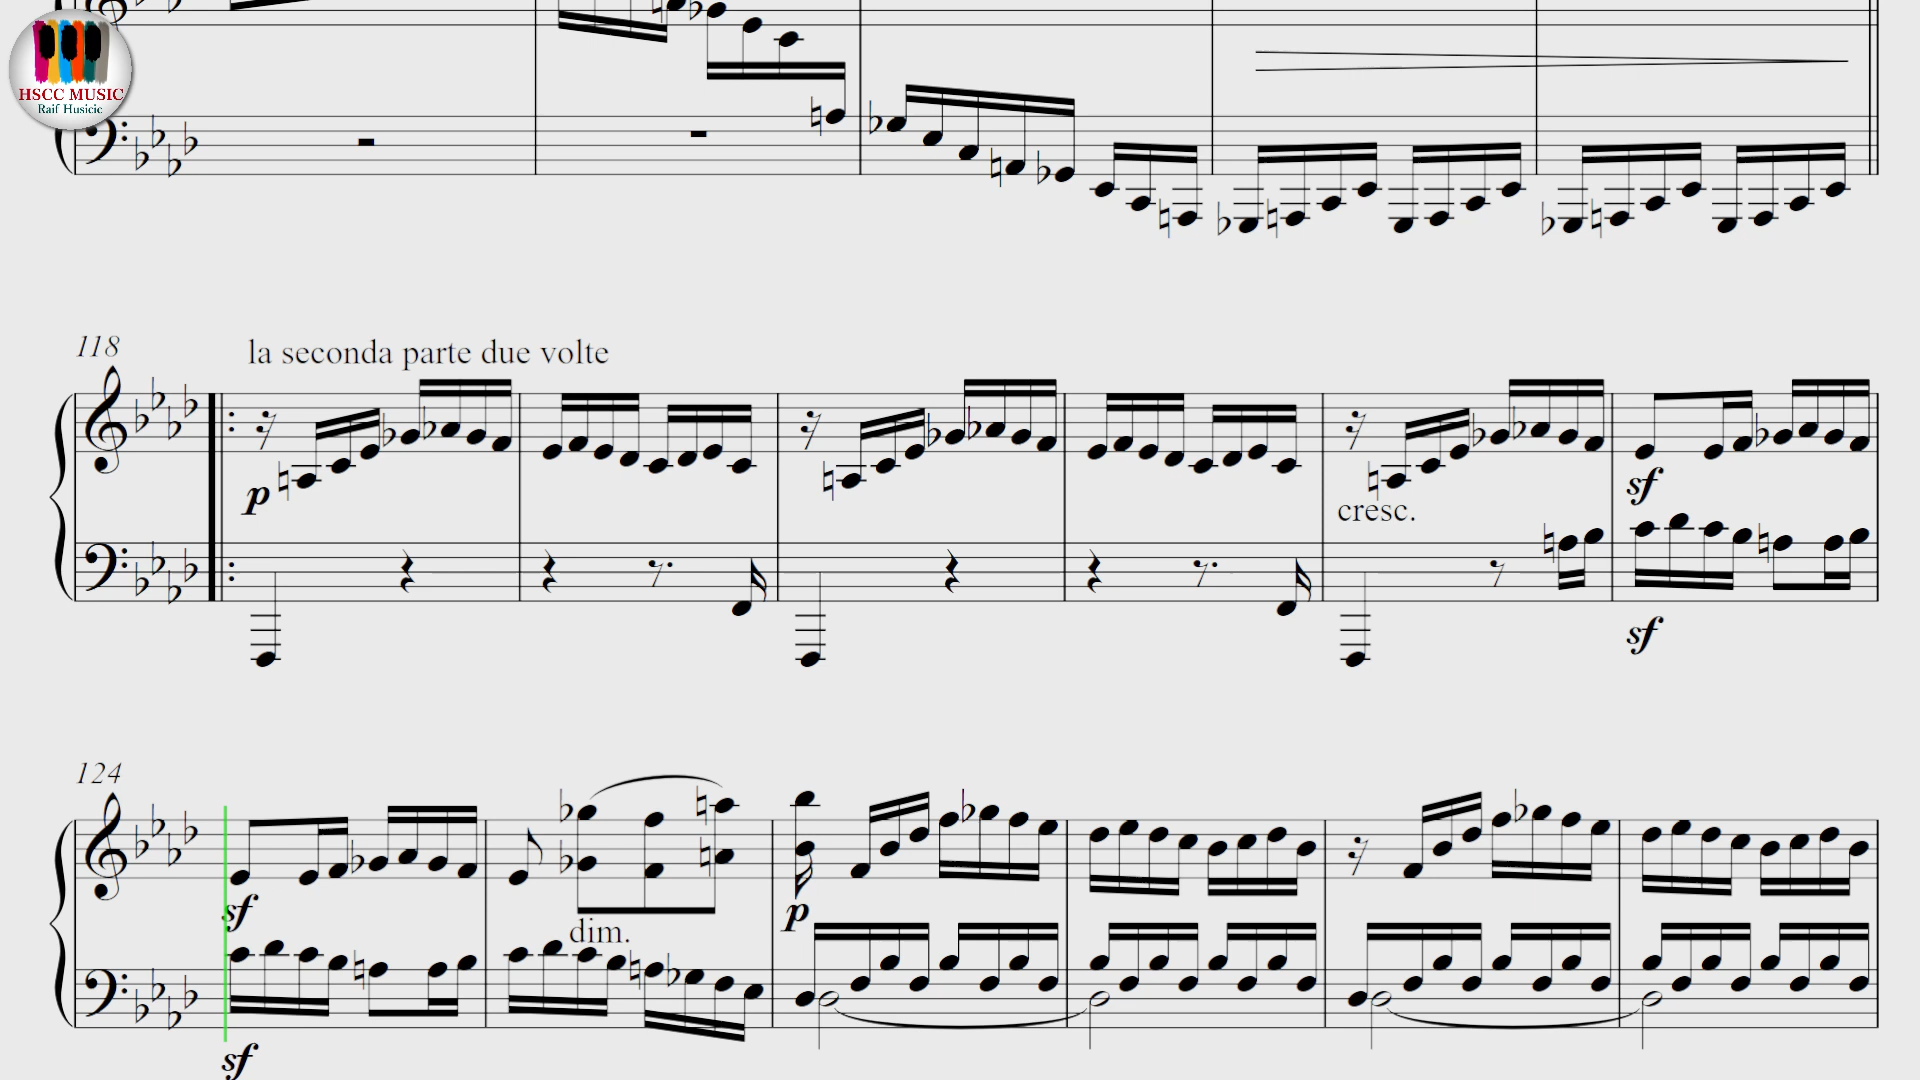 HSCC MUSIC
Raif Husicic
118
la seconda parte due volte
p
cresc.
sf
sf
124
sf
dim.
p
sf